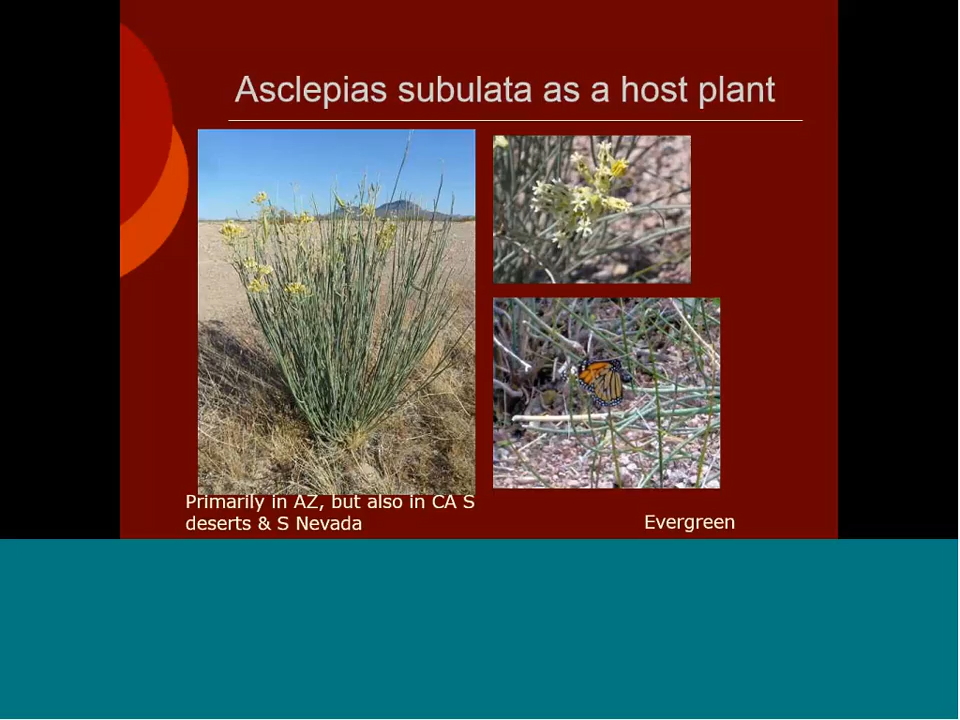 Asclepias subulata as a host plant
Primarily in AZ, but also in CA S
deserts & S Nevada
Evergreen